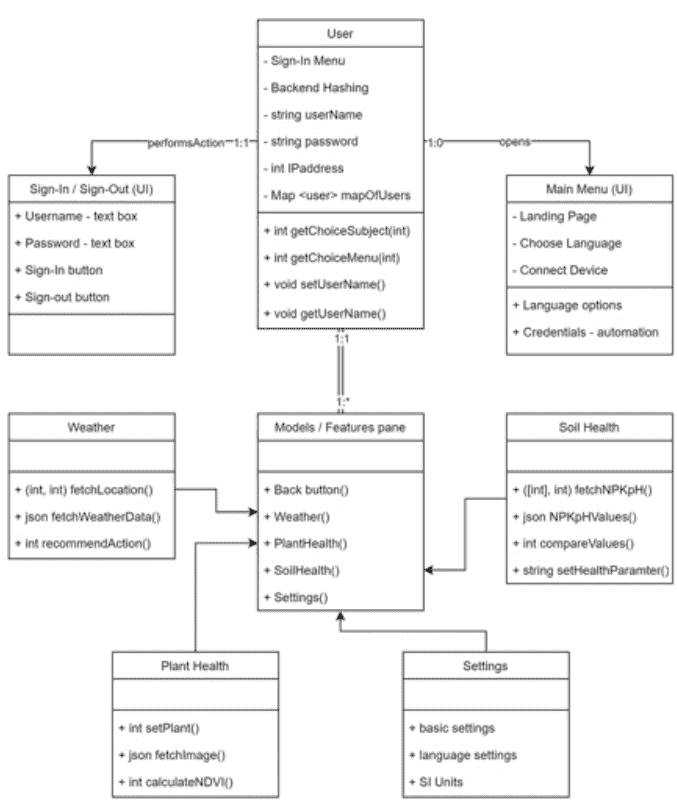 User
- Sign-In Menu
- Backend Hashing
- string userName
- string password
- int IPaddress
- Map <user> mapOfUsers
+ int getChoiceSubject(int)
+ int getChoiceMenu(int)
+ void setUserName()
+ void getUserName()
performsAction 1:1
1:0 opens
Sign-In / Sign-Out (UI)
+ Username - text box
+ Password - text box
+ Sign-In button
+ Sign-out button
Main Menu (UI)
- Landing Page
- Choose Language
- Connect Device
+ Language options
+ Credentials - automation
1:1
1:*
Weather
+ (int, int) fetchLocation()
+ json fetchWeatherData()
+ int recommendAction()
Models / Features pane
+ Back button()
+ Weather()
+ PlantHealth()
+ SoilHealth()
+ Settings()
Soil Health
+ ([int], int) fetchNPKpH()
+ json NPKpHValues()
+ int compareValues()
+ string setHealthParamter()
Plant Health
+ int setPlant()
+ json fetchImage()
+ int calculateNDVI()
Settings
+ basic settings
+ language settings
+ SI Units